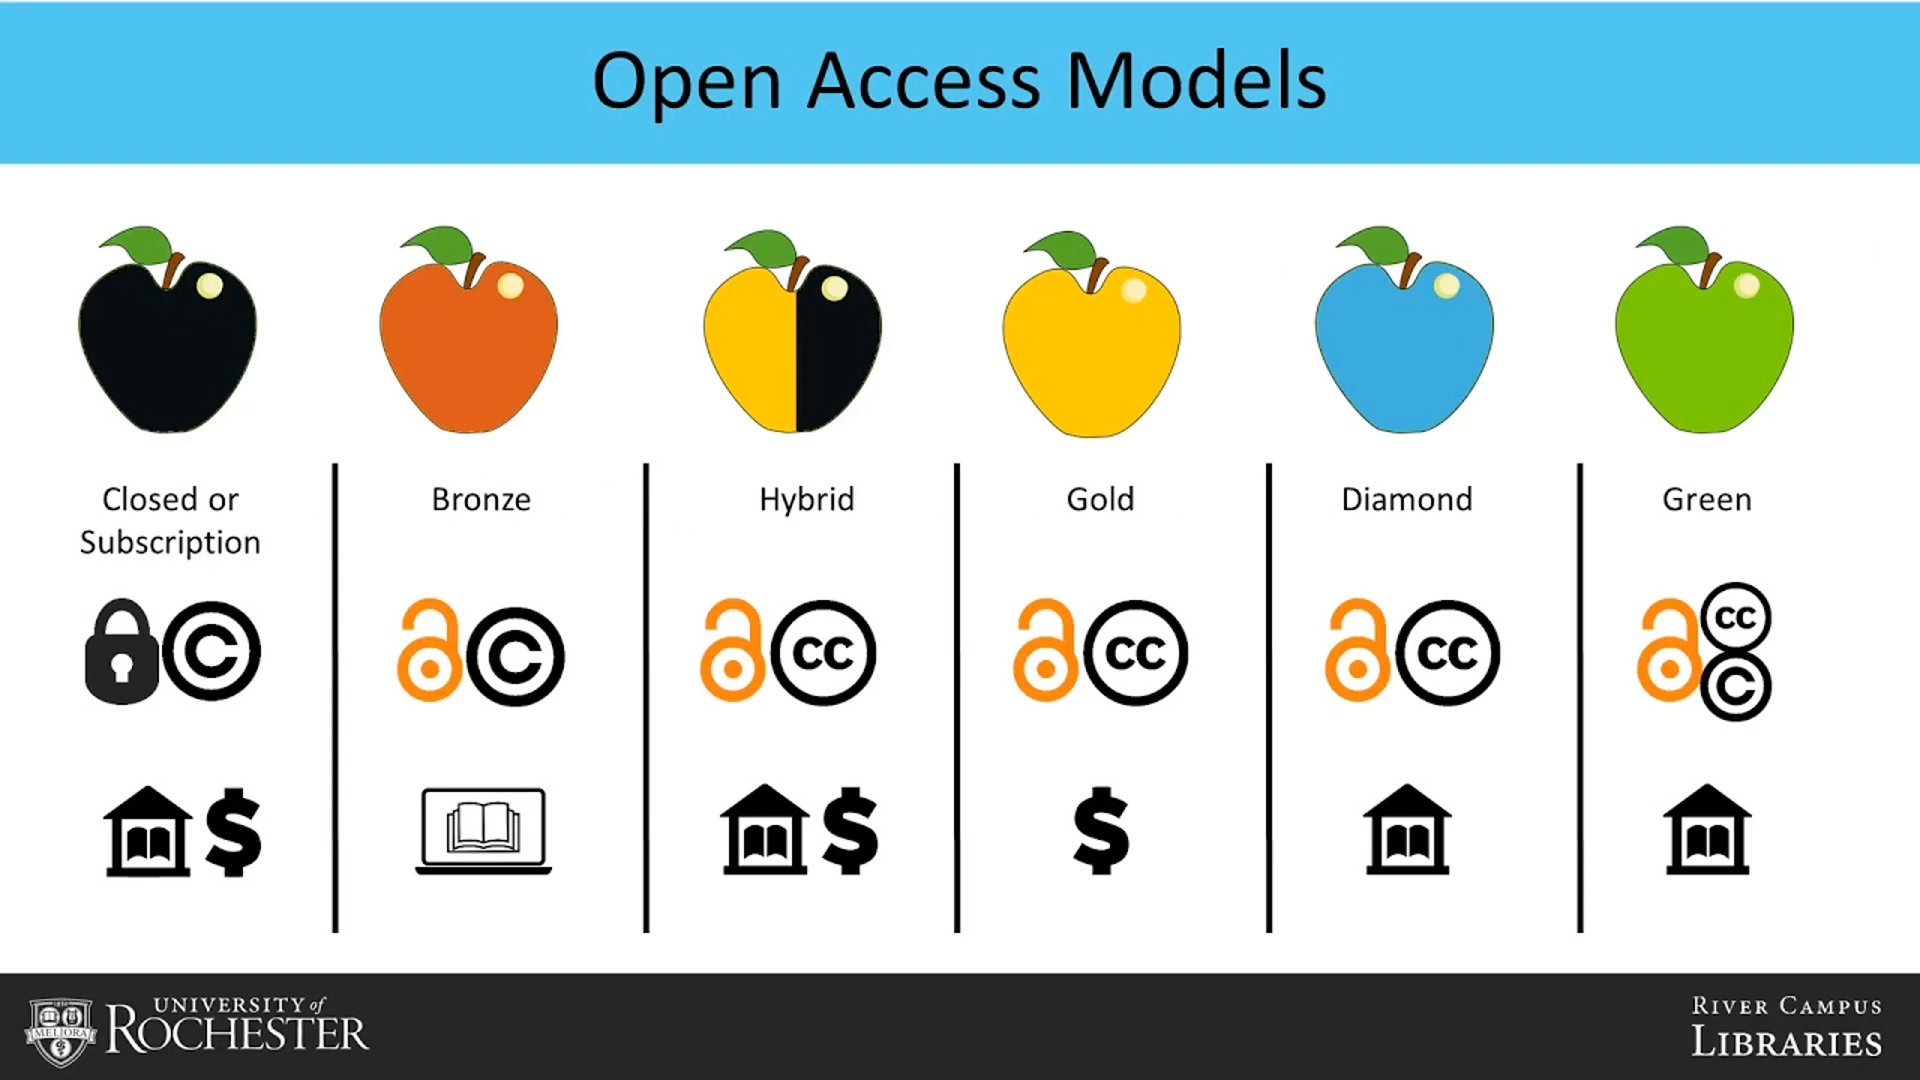 Open Access Models
Closed or
Subscription
Bronze
Hybrid
Gold
Diamond
Green
C
C
cc
cc
cc
cc
C
$
$
$
MELIORA
UNIVERSITY of
ROCHESTER
RIVER CAMPUS
LIBRARIES